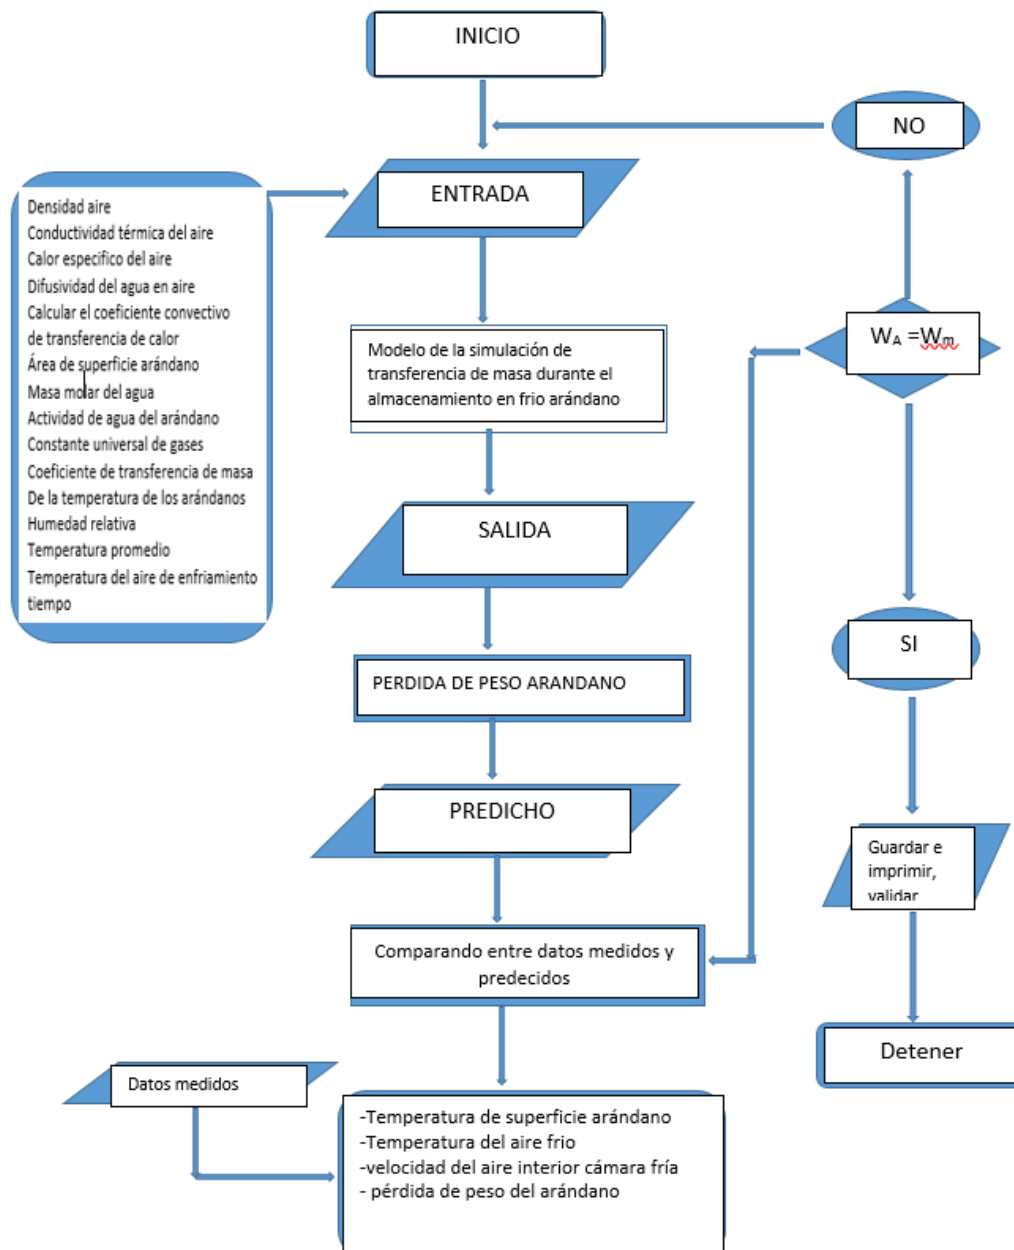 INICIO
NO
ENTRADA
Densidad aire
Conductividad térmica del aire
Calor especifico del aire
Difusividad del agua en aire
Calcular el coeficiente convectivo
de transferencia de calor
Área de superficie arándano
Masa molar del agua
Actividad de agua del arándano
Constante universal de gases
Coeficiente de transferencia de masa
De la temperatura de los arándanos
Humedad relativa
Temperatura promedio
Temperatura del aire de enfriamiento
tiempo
Modelo de la simulación de
transferencia de masa durante el
almacenamiento en frio arándano
W_A =W_m
SALIDA
SI
PERDIDA DE PESO ARANDANO
PREDICHO
Guardar e
imprimir,
validar
Comparando entre datos medidos y
predecidos
Detener
Datos medidos
-Temperatura de superficie arándano
-Temperatura del aire frio
-velocidad del aire interior cámara fría
- pérdida de peso del arándano